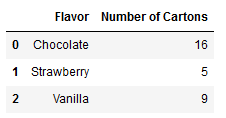 Flavor Number of Cartons
0 Chocolate 16
1 Strawberry 5
2 Vanilla 9